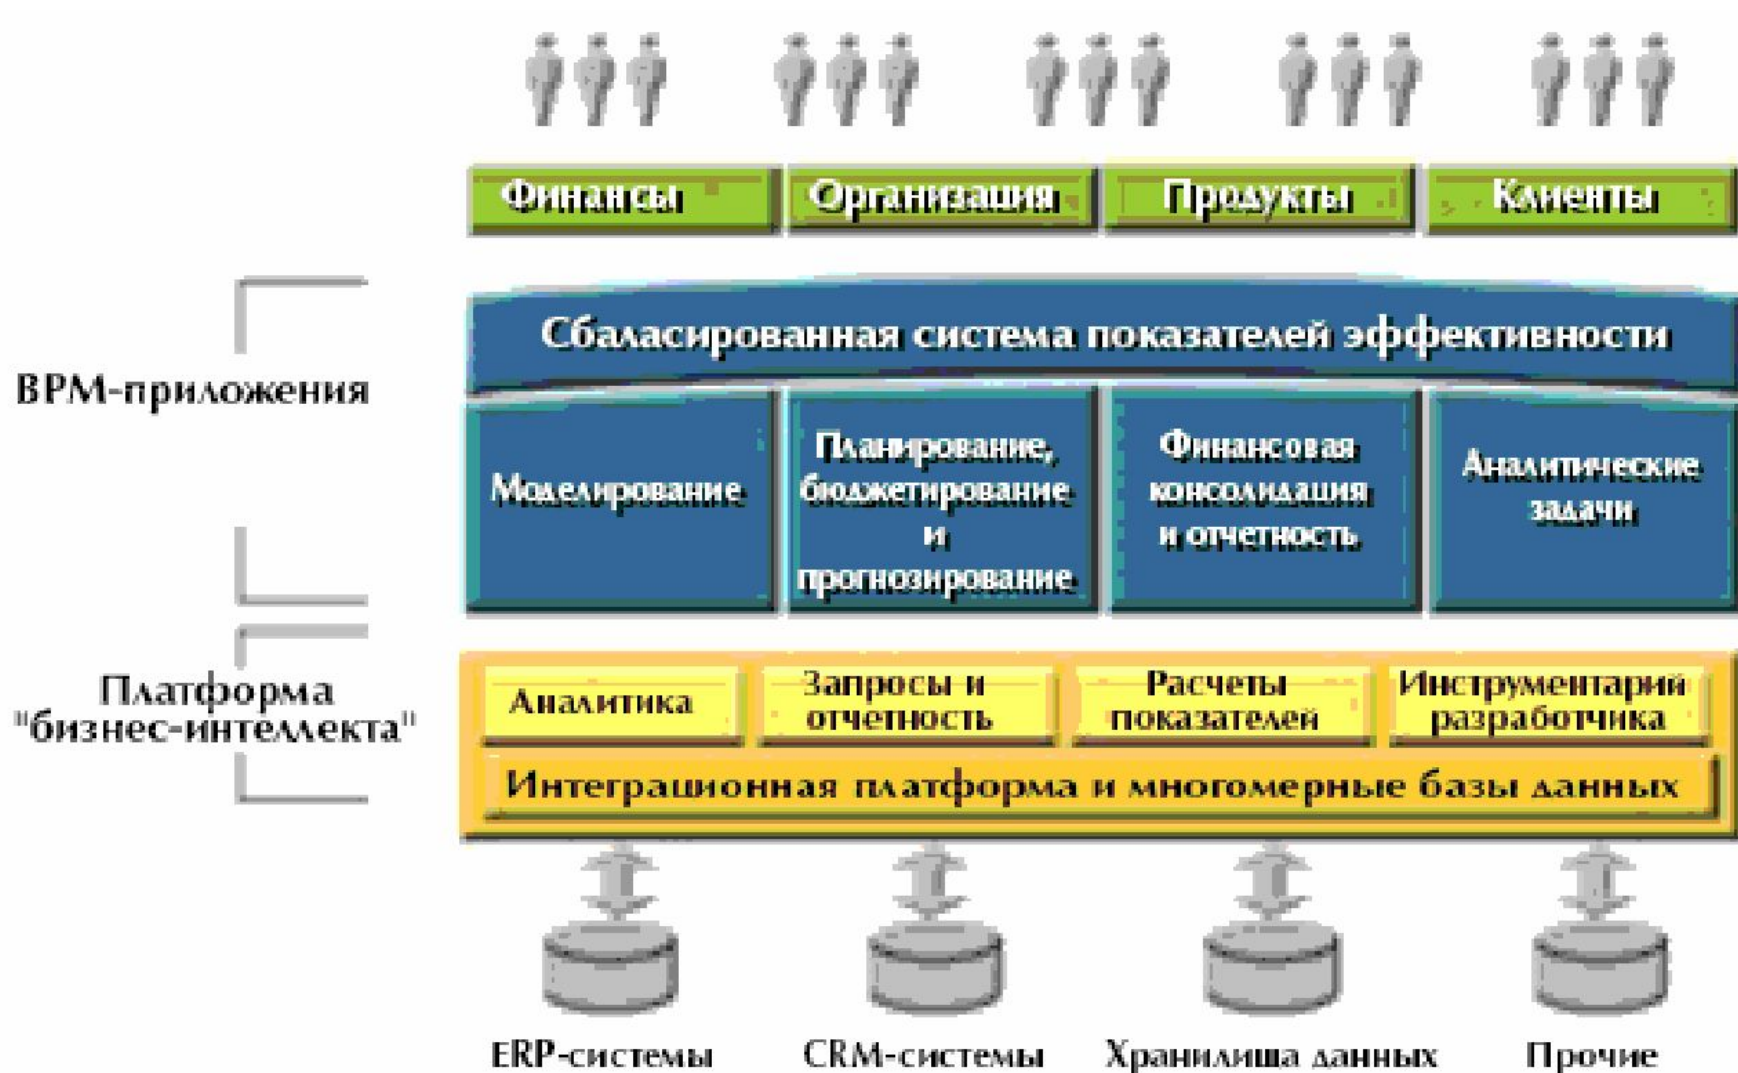 Финансы
Организация
Продукты
Клиенты
BPM-приложения
Сбаласированная система показателей эффективности
Моделирование
Планирование,
бюджетирование
и
прогнозирование
Финансовая
консолидация
и отчетность
Аналитические
задачи
Платформа
"бизнес-интеллекта"
Аналитика
Запросы и
отчетность
Расчеты
показателей
Инструментарий
разработчика
Интеграционная платформа и многомерные базы данных
ERP-системы
CRM-системы
Хранилища данных
Прочие